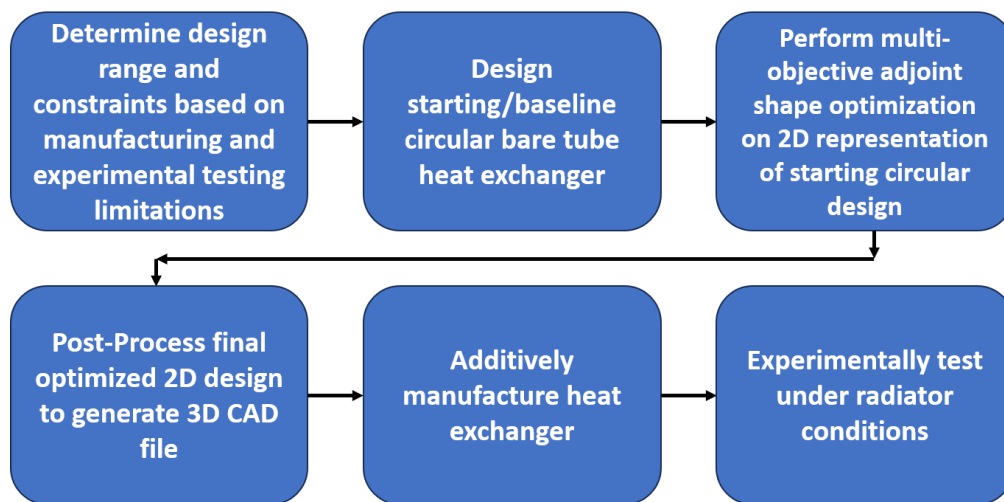 Determine design
range and
constraints based on
manufacturing and
experimental testing
limitations
Design
starting/baseline
circular bare tube
heat exchanger
Perform multi-
objective adjoint
shape optimization
on 2D representation
of starting circular
design
Post-Process final
optimized 2D design
to generate 3D CAD
file
Additively
manufacture heat
exchanger
Experimentally test
under radiator
conditions